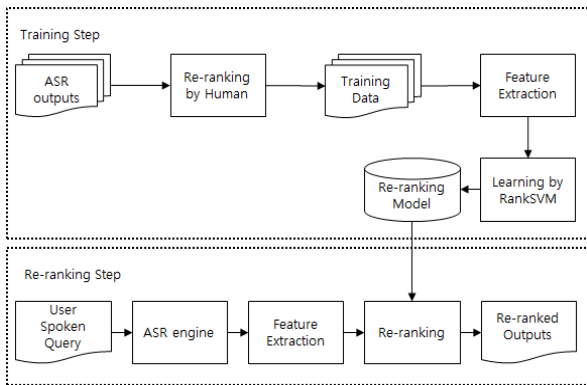 Training Step
ASR
outputs
Re-ranking
by Human
Training
Data
Feature
Extraction
Re-ranking
Model
Learning by
RankSVM
Re-ranking Step
User
Spoken
Query
ASR engine
Feature
Extraction
Re-ranking
Re-ranked
Outputs